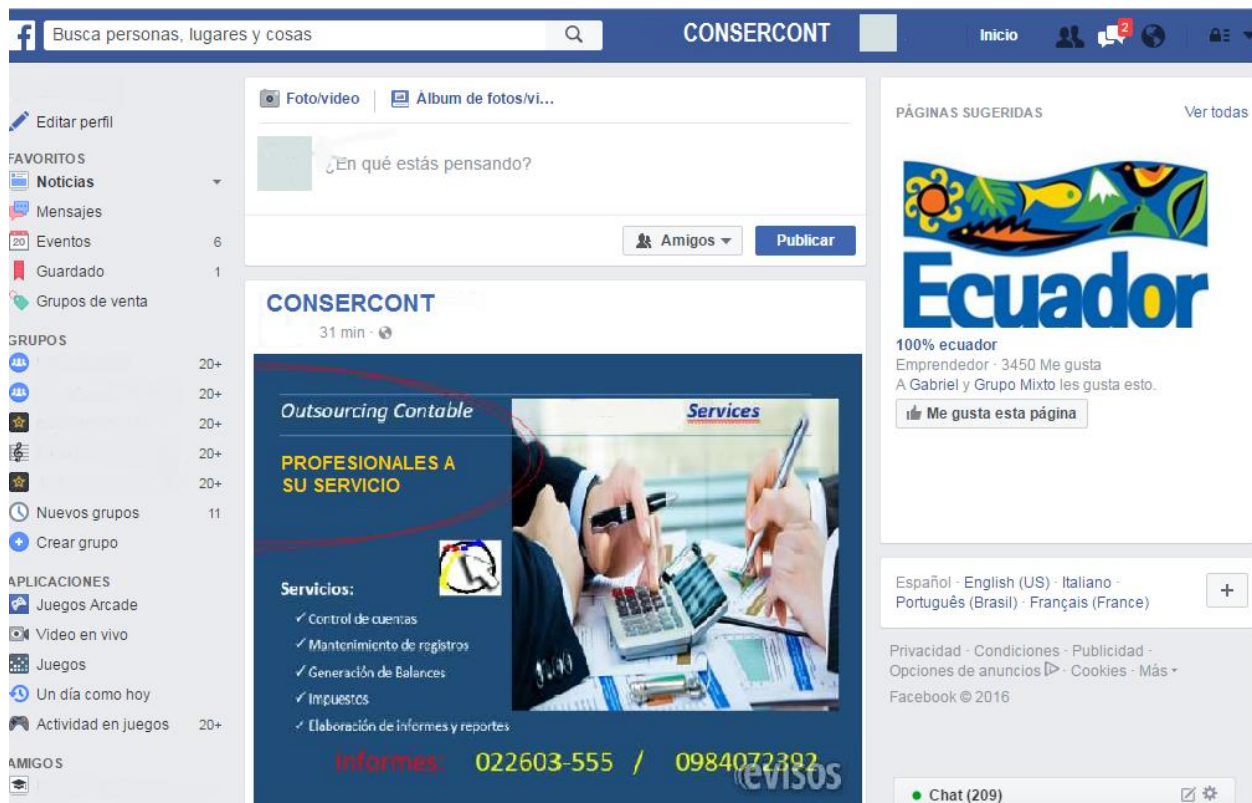 f
Busca personas, lugares y cosas
CONSERCONT
Inicio
2
Editar perfil
FAVORITOS
Noticias
Mensajes
20 Eventos 6
Guardado 1
Grupos de venta
GRUPOS
20+
20+
20+
20+
20+
Nuevos grupos 11
Crear grupo
APLICACIONES
Juegos Arcade
Video en vivo
Juegos
Un día como hoy
Actividad en juegos 20+
AMIGOS
Foto/video
Álbum de fotos/vi...
¿En qué estás pensando?
Amigos
Publicar
CONSERCONT
31 min ·
Outsourcing Contable
Services
PROFESIONALES A
SU SERVICIO
Servicios:
✓ Control de cuentas
✓ Mantenimiento de registros
✓ Generación de Balances
✓ Impuestos
✓ Elaboración de informes y reportes
Informes: 022603-555 / 0984072392
evisos
PÁGINAS SUGERIDAS
Ver todas
Ecuador
100% ecuador
Emprendedor · 3450 Me gusta
A Gabriel y Grupo Mixto les gusta esto.
Me gusta esta página
Español · English (US) · Italiano ·
Português (Brasil) · Français (France)
+
Privacidad · Condiciones · Publicidad ·
Opciones de anuncios · Cookies · Más
Facebook © 2016
Chat (209)